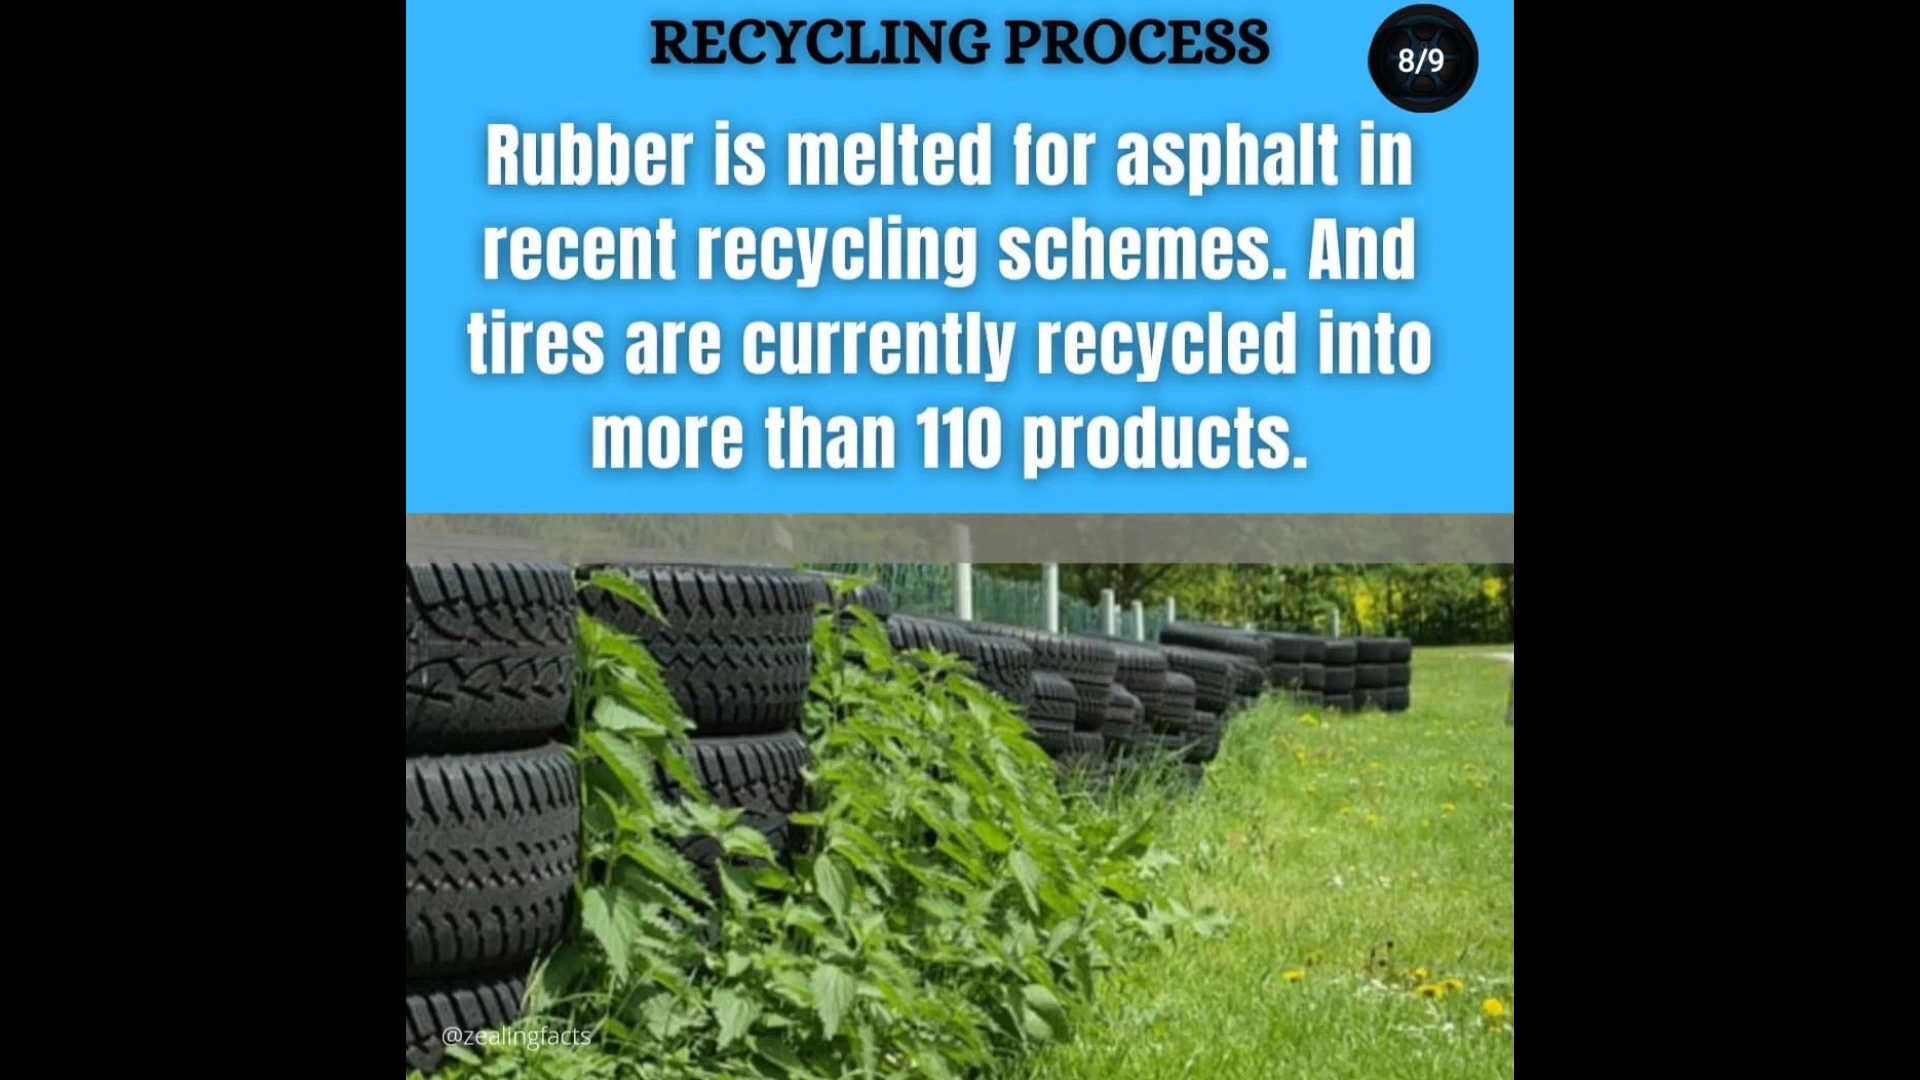 RECYCLING PROCESS
8/9
Rubber is melted for asphalt in
recent recycling schemes. And
tires are currently recycled into
more than 110 products.
@zealingfacts